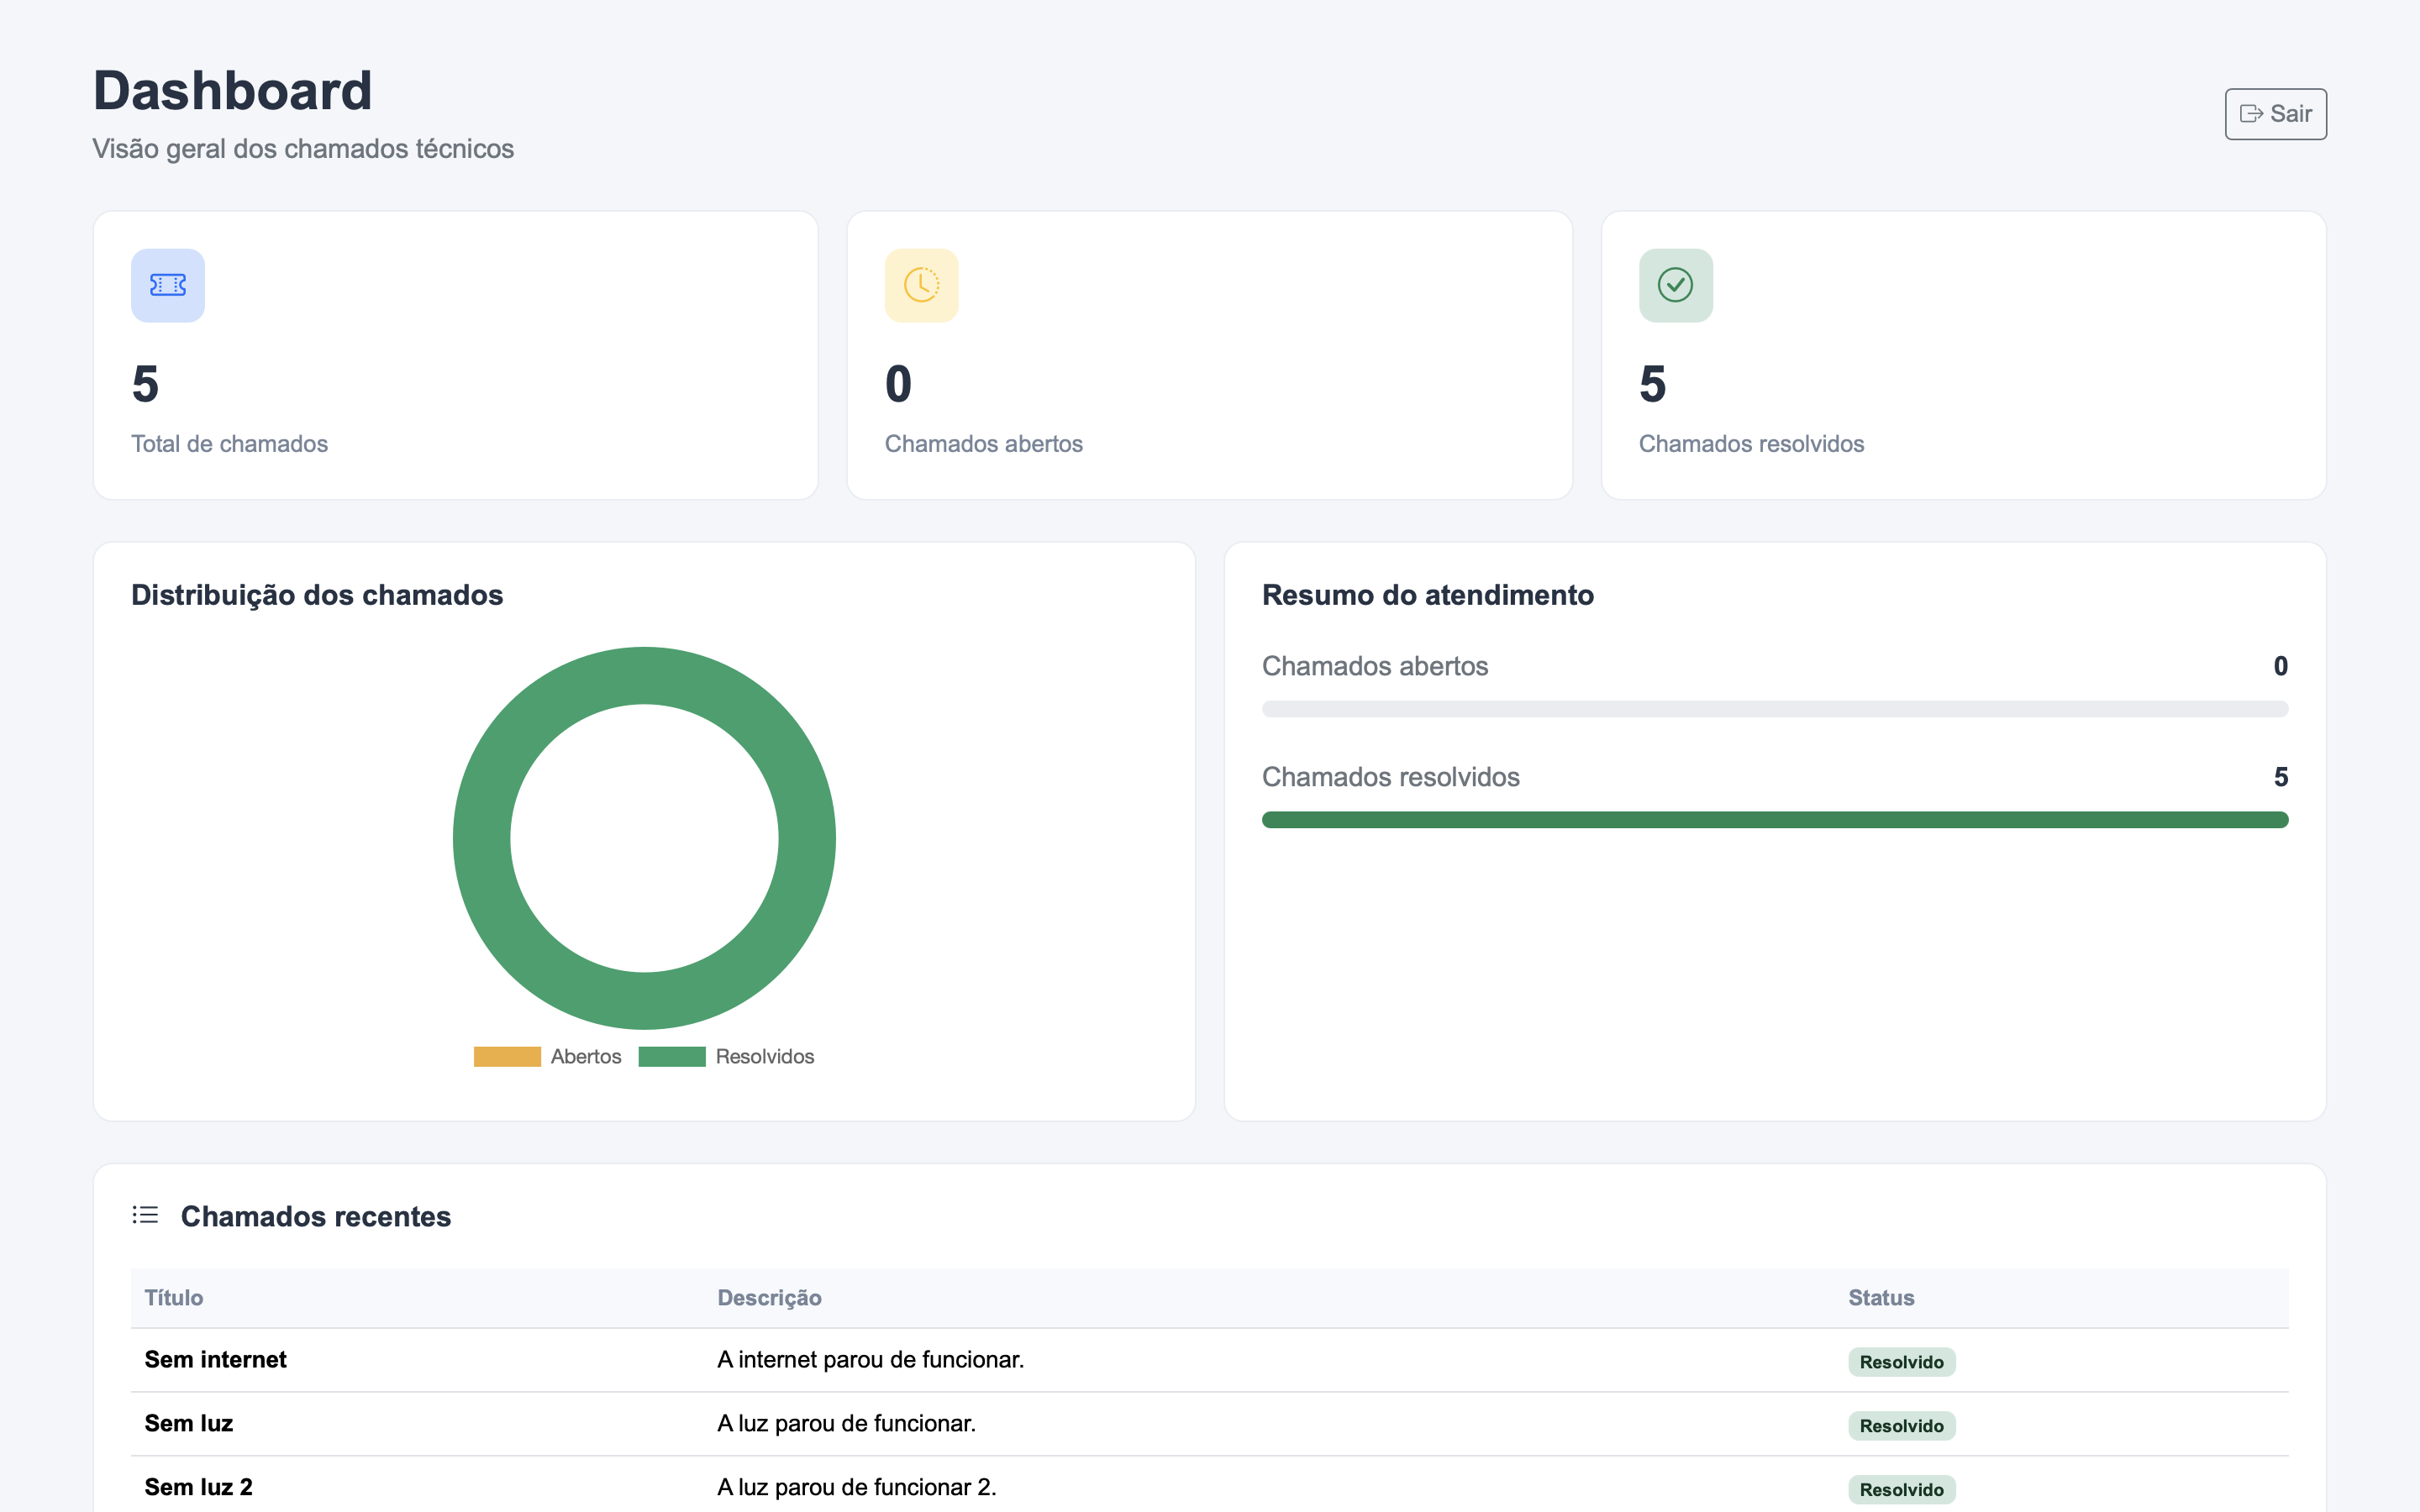 Dashboard
Visão geral dos chamados técnicos
Sair
5
Total de chamados
0
Chamados abertos
5
Chamados resolvidos
Distribuição dos chamados
Abertos Resolvidos
Resumo do atendimento
Chamados abertos 0
Chamados resolvidos 5
Chamados recentes
Título Descrição Status
Sem internet A internet parou de funcionar. Resolvido
Sem luz A luz parou de funcionar. Resolvido
Sem luz 2 A luz parou de funcionar 2. Resolvido